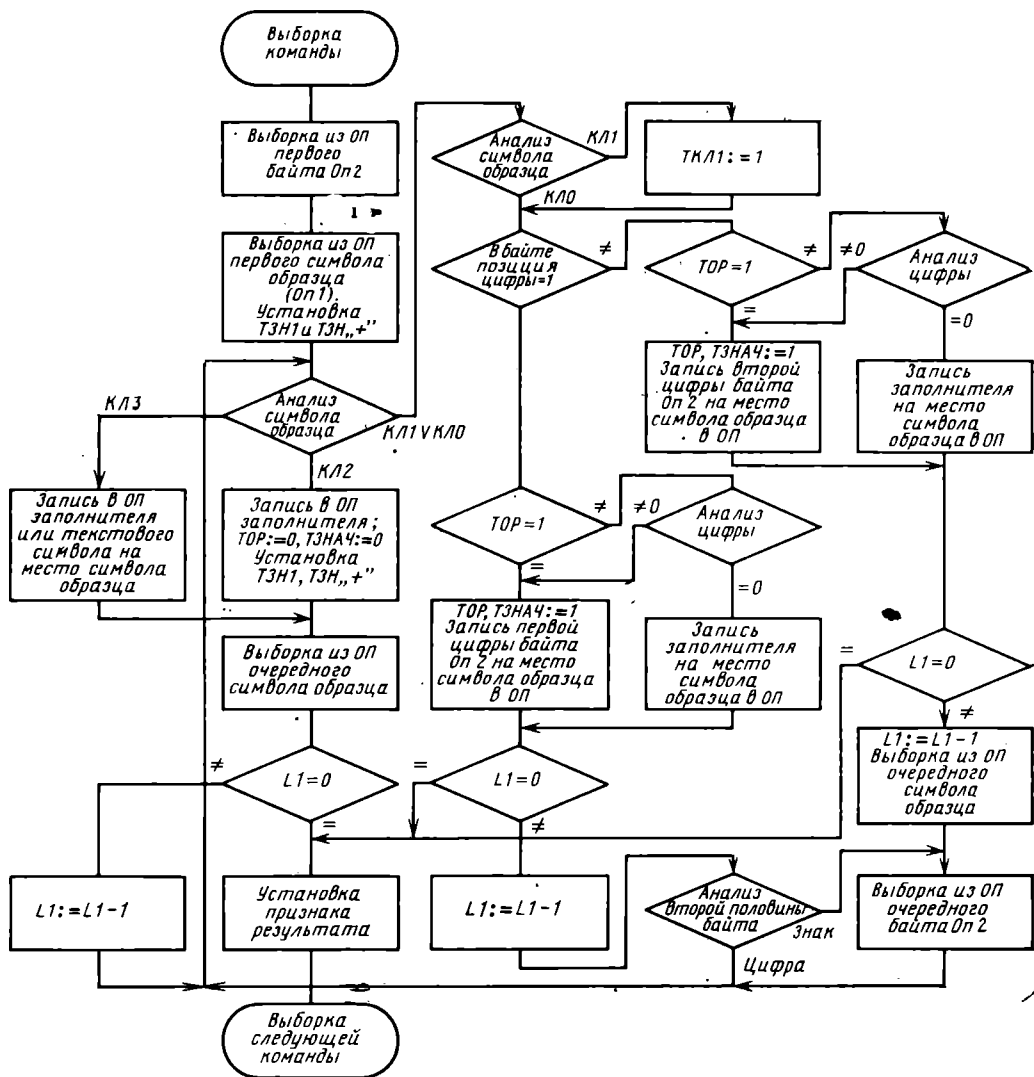 Выборка
команды
Выборка из ОП
первого
байта Оп2
1
Выборка из ОП
первого символа
образца
(Оп1).
Установка
ТЗН1 и ТЗН„+"
Анализ
символа
образца
КЛ3
КЛ1 V КЛ0
КЛ2
Запись в ОП
заполнителя
или текстового
символа на
место символа
образца
Запись в ОП
заполнителя;
ТОР:=0, ТЗНАЧ:=0
Установка
ТЗН1, ТЗН„+"
Выборка из ОП
очередного
символа образца
L1=0
≠
=
L1:=L1-1
Установка
признака
результата
Выборка
следующей
команды
Анализ
символа
образца
КЛ1
КЛ0
ТКЛ1:=1
В байте
позиция
цифры=1
≠
ТОР=1
≠
=
≠0
Анализ
цифры
=0
ТОР, ТЗНАЧ:=1
Запись второй
цифры байта
Оп 2 на место
символа образца
в ОП
Запись
заполнителя
на место
символа
образца в ОП
ТОР=1
≠
=
≠0
Анализ
цифры
=0
ТОР, ТЗНАЧ:=1
Запись первой
цифры байта
Оп 2 на место
символа образца
в ОП
Запись
заполнителя
на место
символа
образца в ОП
L1=0
=
≠
L1=0
=
≠
L1:=L1-1
Выборка из ОП
очередного
символа
образца
L1:=L1-1
Анализ
второй половины
байта
Знак
Цифра
Выборка из ОП
очередного
байта Оп2